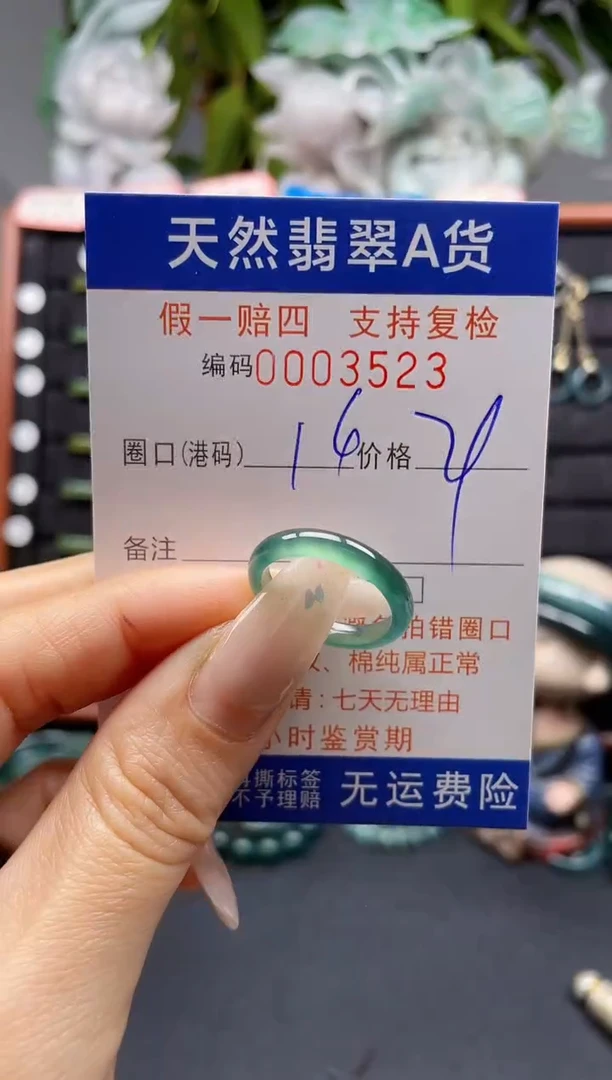 天然翡翠A货
假一赔四 支持复检
编码0003523
圈口(港码) 16 价格
备注
拍错圈口
、棉纯属正常
请:七天无理由
小时鉴赏期
撕标签 无运费险
不予理赔